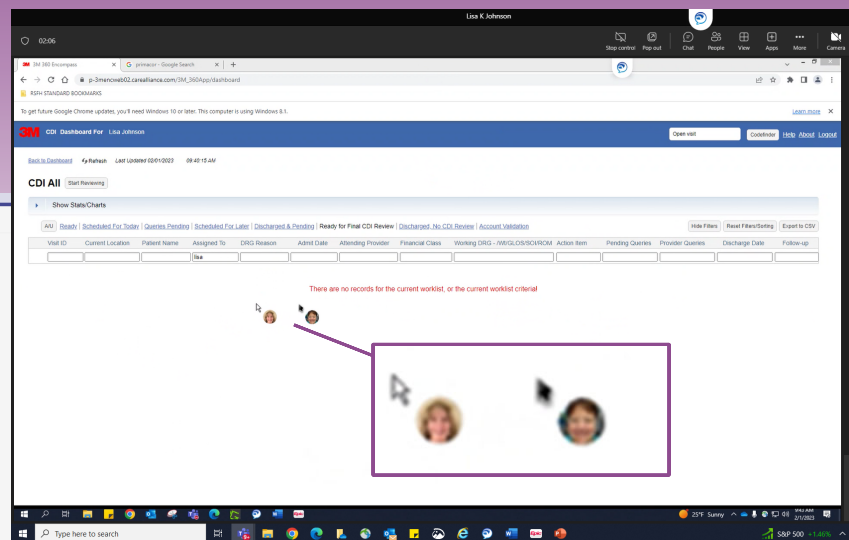 Lisa K Johnson
02:06
Stop control Pop out Chat People View Apps More Camera
3M 360 Encompass primacor - Google Search
p-3mencweb02.carealliance.com/3M_360App/dashboard
RSFH STANDARD BOOKMARKS
To get future Google Chrome updates, you'll need Windows 10 or later. This computer is using Windows 8.1. Learn more
3M CDI Dashboard For Lisa Johnson Open visit Codefinder Help About Logout
Back to Dashboard Refresh Last Updated 02/01/2023 09:40:15 AM
CDI All Start Reviewing
Show Stats/Charts
All Ready Scheduled For Today Queries Pending Scheduled For Later Discharged & Pending Ready for Final CDI Review Discharged, No CDI Review Account Validation Hide Filters Reset Filters/Sorting Export to CSV
Visit ID Current Location Patient Name Assigned To DRG Reason Admit Date Attending Provider Financial Class Working DRG - /WI/GLOS/SOI/ROM Action Item Pending Queries Provider Queries Discharge Date Follow-up
lisa
There are no records for the current worklist, or the current worklist criteria!
25°F Sunny 9:43 AM
2/1/2023
Type here to search S&P 500 +1.46%